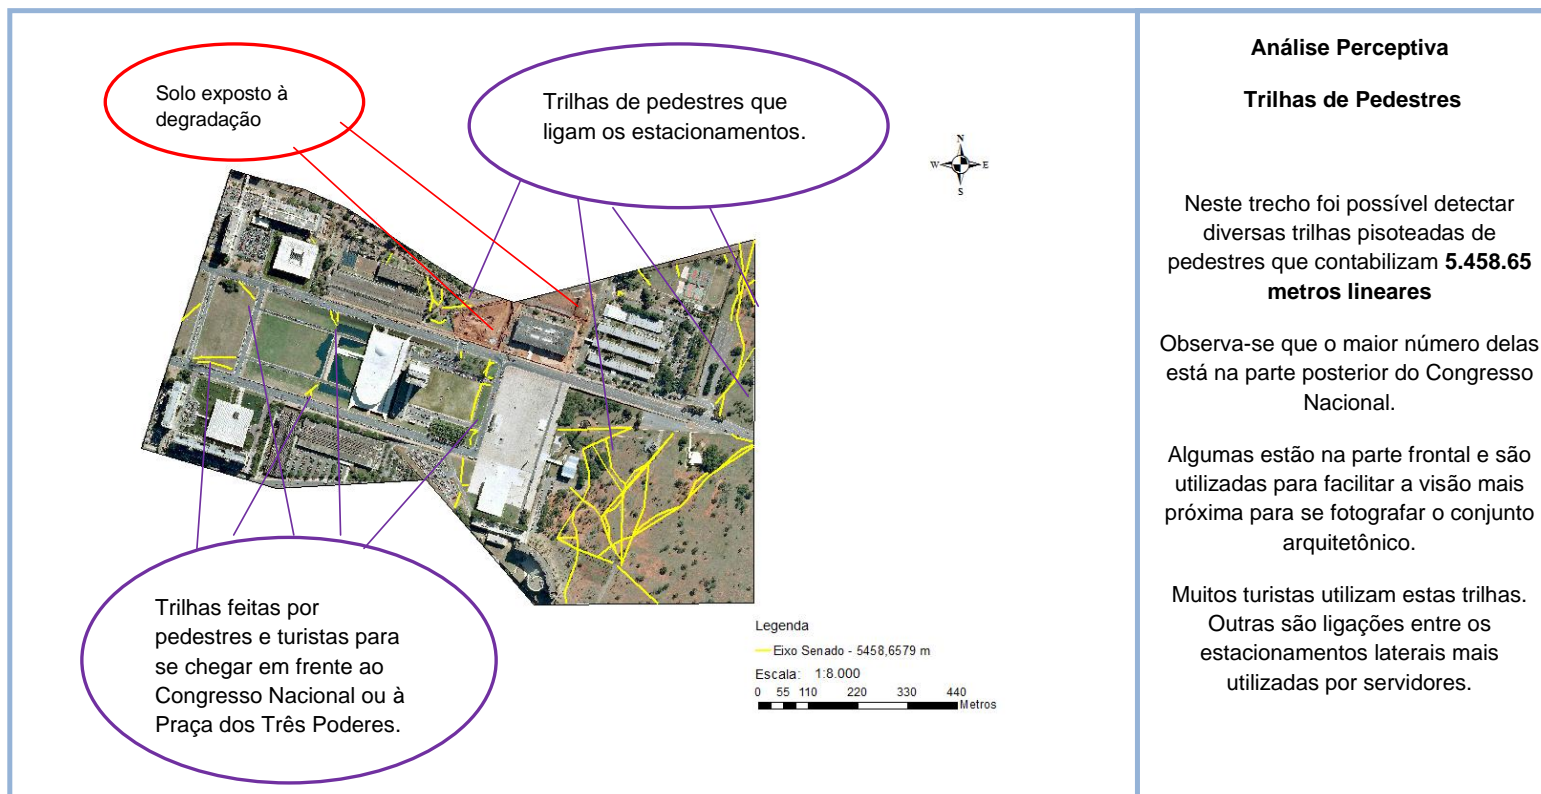 Solo exposto à
degradação
Trilhas de pedestres que
ligam os estacionamentos.
N
W
E
S
Trilhas feitas por
pedestres e turistas para
se chegar em frente ao
Congresso Nacional ou à
Praça dos Três Poderes.
Legenda
Eixo Senado - 5458,6579 m
Escala: 1:8.000
0 55 110 220 330 440
Metros
Análise Perceptiva
Trilhas de Pedestres
Neste trecho foi possível detectar
diversas trilhas pisoteadas de
pedestres que contabilizam 5.458.65
metros lineares
Observa-se que o maior número delas
está na parte posterior do Congresso
Nacional.
Algumas estão na parte frontal e são
utilizadas para facilitar a visão mais
próxima para se fotografar o conjunto
arquitetônico.
Muitos turistas utilizam estas trilhas.
Outras são ligações entre os
estacionamentos laterais mais
utilizadas por servidores.